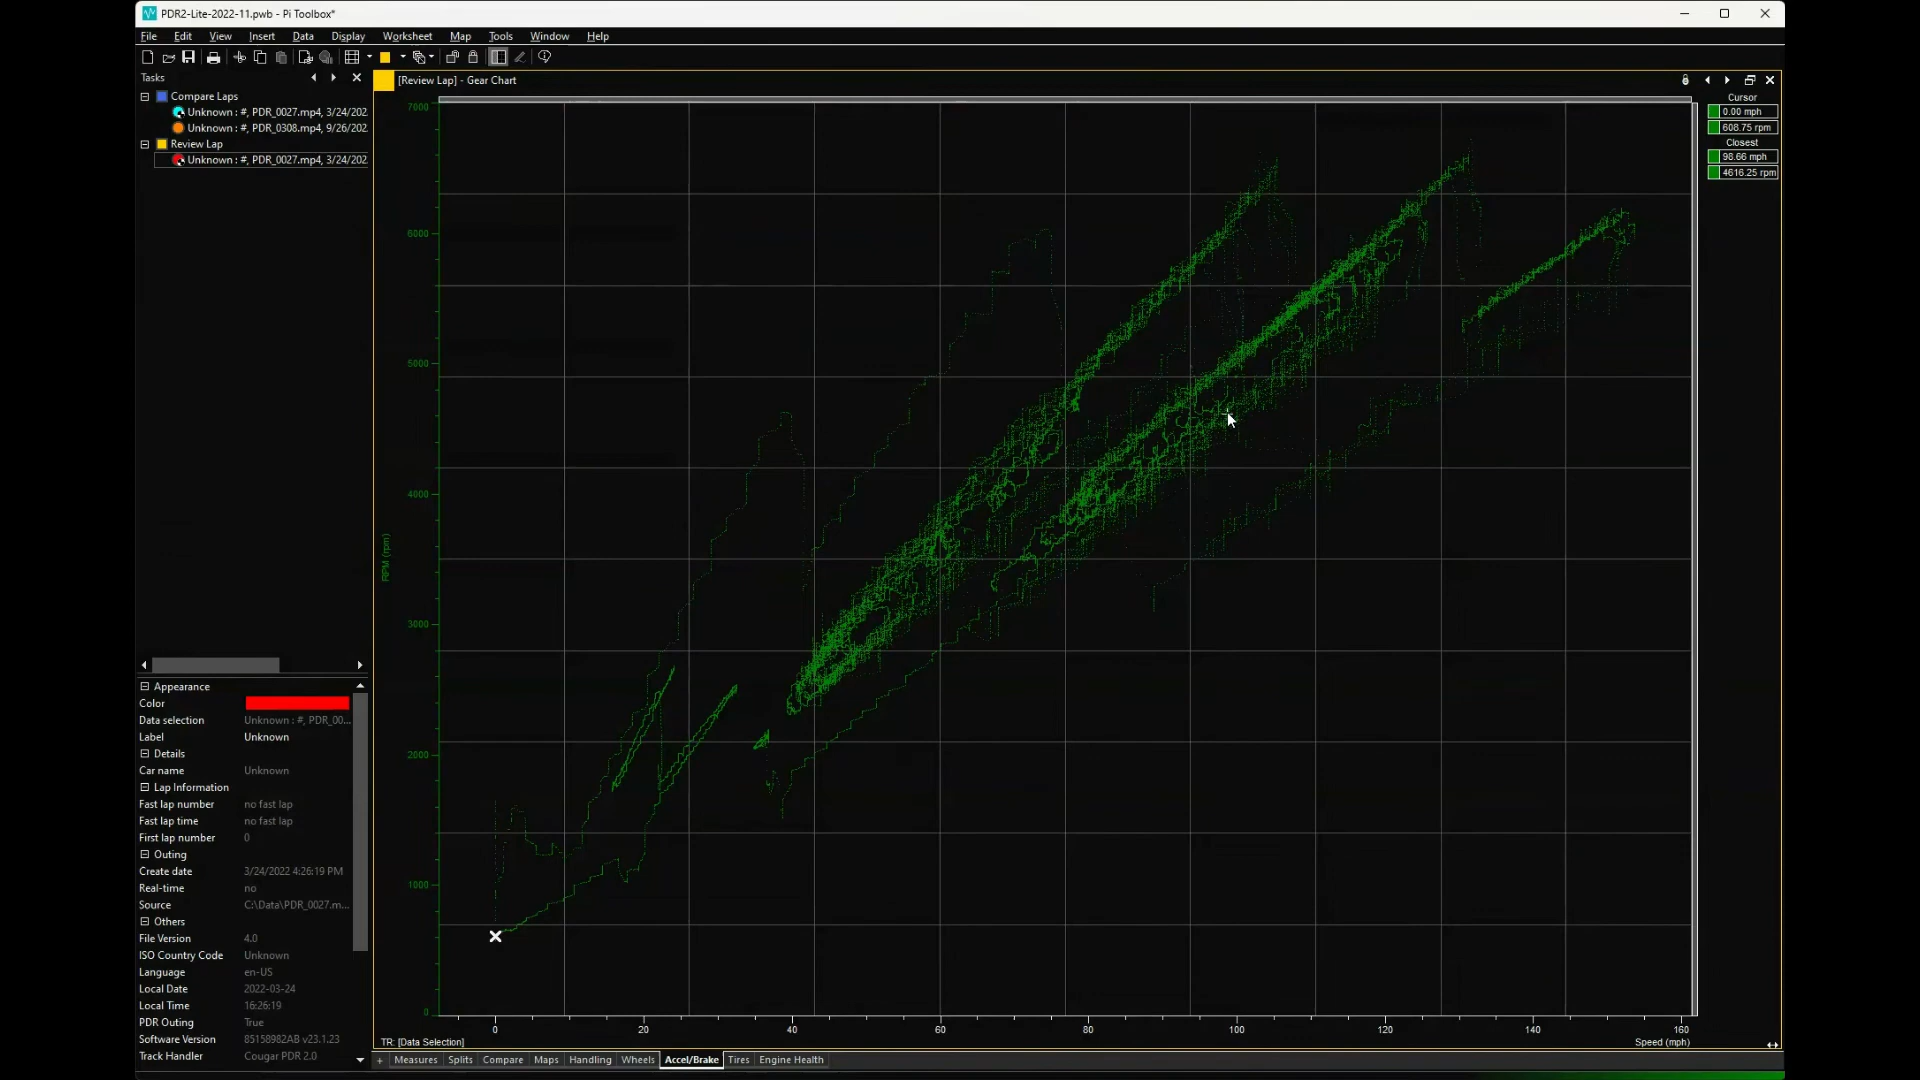 PDR2-Lite-2022-11.pwb - Pi Toolbox*
File Edit View Insert Data Display Worksheet Map Tools Window Help
Tasks
Compare Laps
Unknown : #, PDR_0027.mp4, 3/24/202
Unknown : #, PDR_0308.mp4, 9/26/202
Review Lap
Unknown : #, PDR_0027.mp4, 3/24/202
Appearance
Color
Data selection Unknown : #, PDR_00...
Label Unknown
Details
Car name Unknown
Lap Information
Fast lap number no fast lap
Fast lap time no fast lap
First lap number 0
Outing
Create date 3/24/2022 4:26:19 PM
Real-time no
Source C:\Data\PDR_0027.m...
Others
File Version 4.0
ISO Country Code Unknown
Language en-US
Local Date 2022-03-24
Local Time 16:26:19
PDR Outing True
Software Version 85158982AB v23.1.23
Track Handler Cougar PDR 2.0
[Review Lap] - Gear Chart
7000
6000
5000
4000
3000
2000
1000
0
RPM (rpm)
0 20 40 60 80 100 120 140 160
TR: [Data Selection] Speed (mph)
Cursor
0.00 mph
608.75 rpm
Closest
98.66 mph
4616.25 rpm
+ Measures Splits Compare Maps Handling Wheels Accel/Brake Tires Engine Health